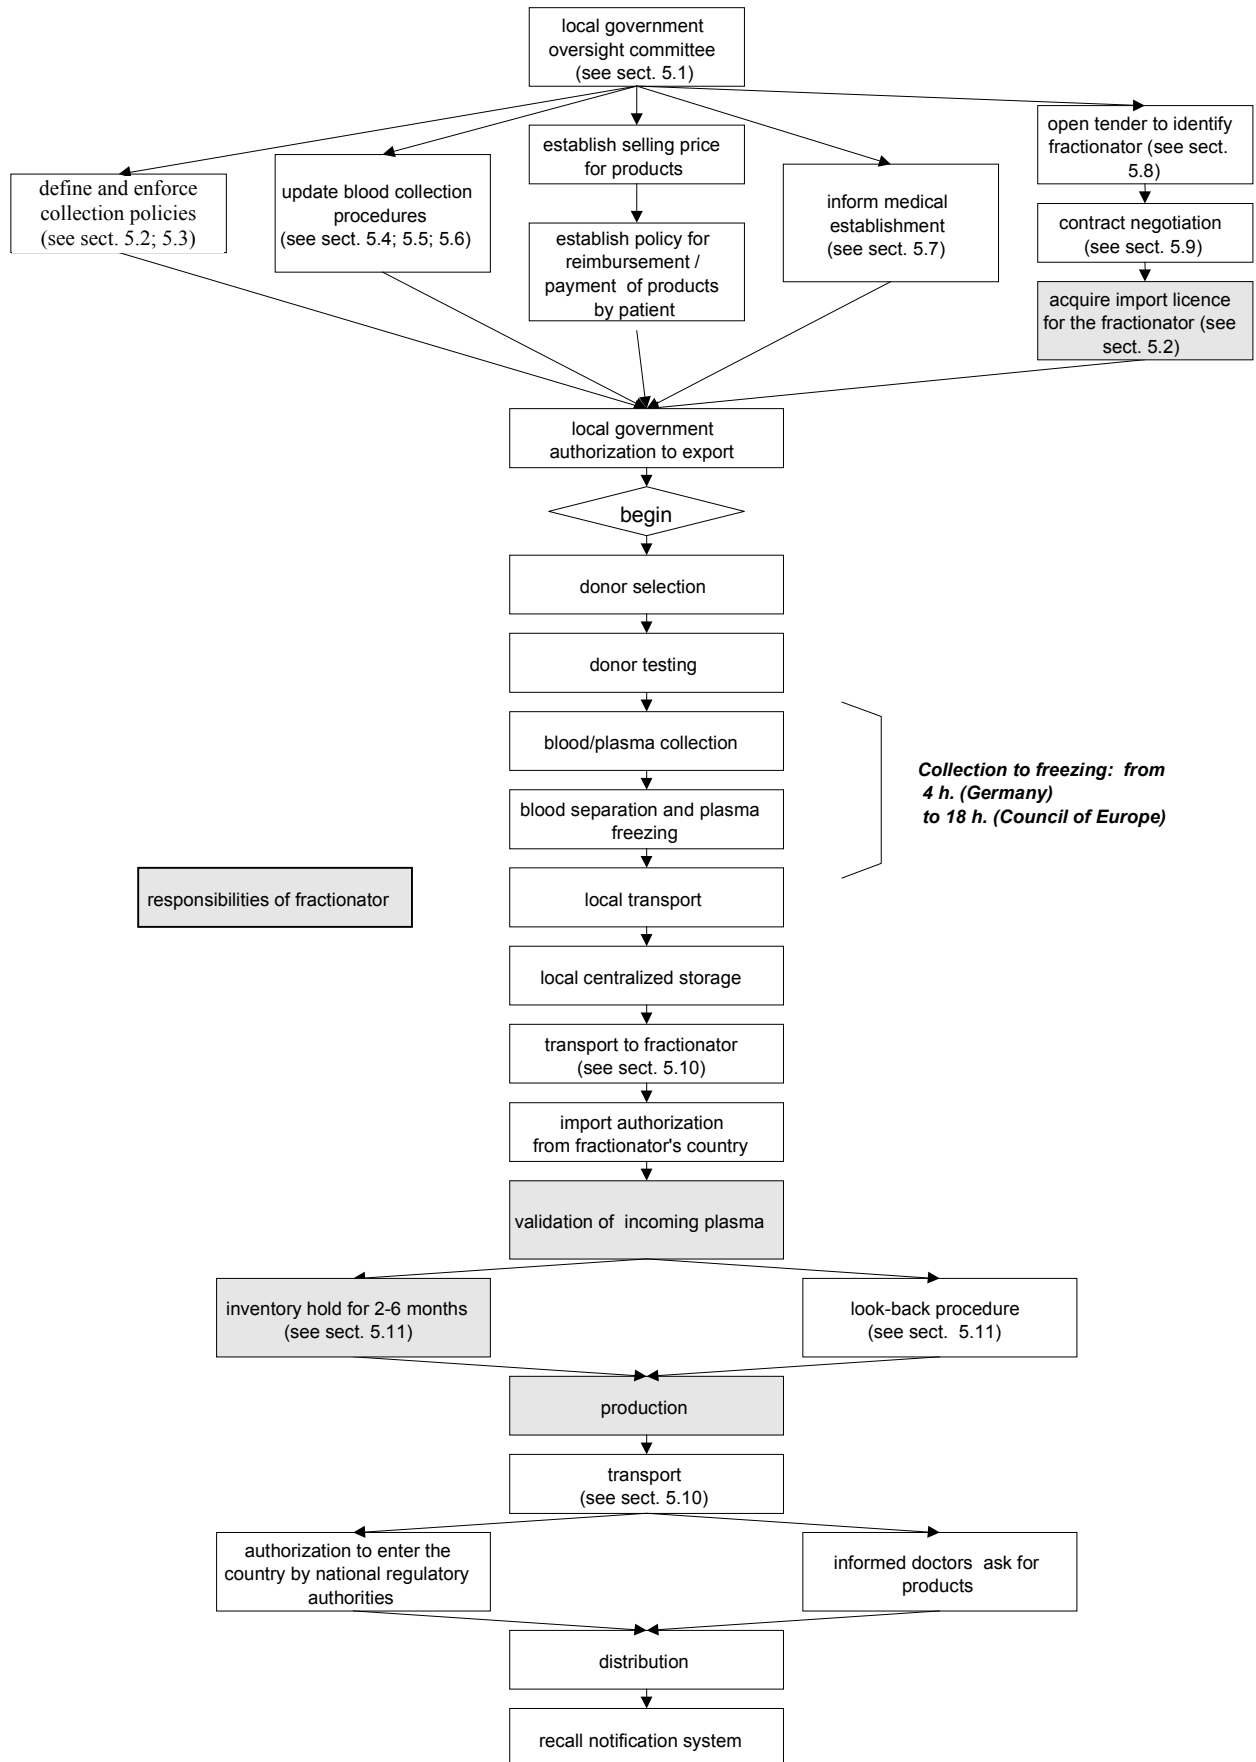 local government
oversight committee
(see sect. 5.1)
define and enforce
collection policies
(see sect. 5.2; 5.3)
update blood collection
procedures
(see sect. 5.4; 5.5; 5.6)
establish selling price
for products
establish policy for
reimbursement /
payment of products
by patient
inform medical
establishment
(see sect. 5.7)
open tender to identify
fractionator (see sect.
5.8)
contract negotiation
(see sect. 5.9)
acquire import licence
for the fractionator (see
sect. 5.2)
local government
authorization to export
begin
donor selection
donor testing
blood/plasma collection
blood separation and plasma
freezing
Collection to freezing: from
4 h. (Germany)
to 18 h. (Council of Europe)
responsibilities of fractionator
local transport
local centralized storage
transport to fractionator
(see sect. 5.10)
import authorization
from fractionator's country
validation of incoming plasma
inventory hold for 2-6 months
(see sect. 5.11)
look-back procedure
(see sect. 5.11)
production
transport
(see sect. 5.10)
authorization to enter the
country by national regulatory
authorities
informed doctors ask for
products
distribution
recall notification system